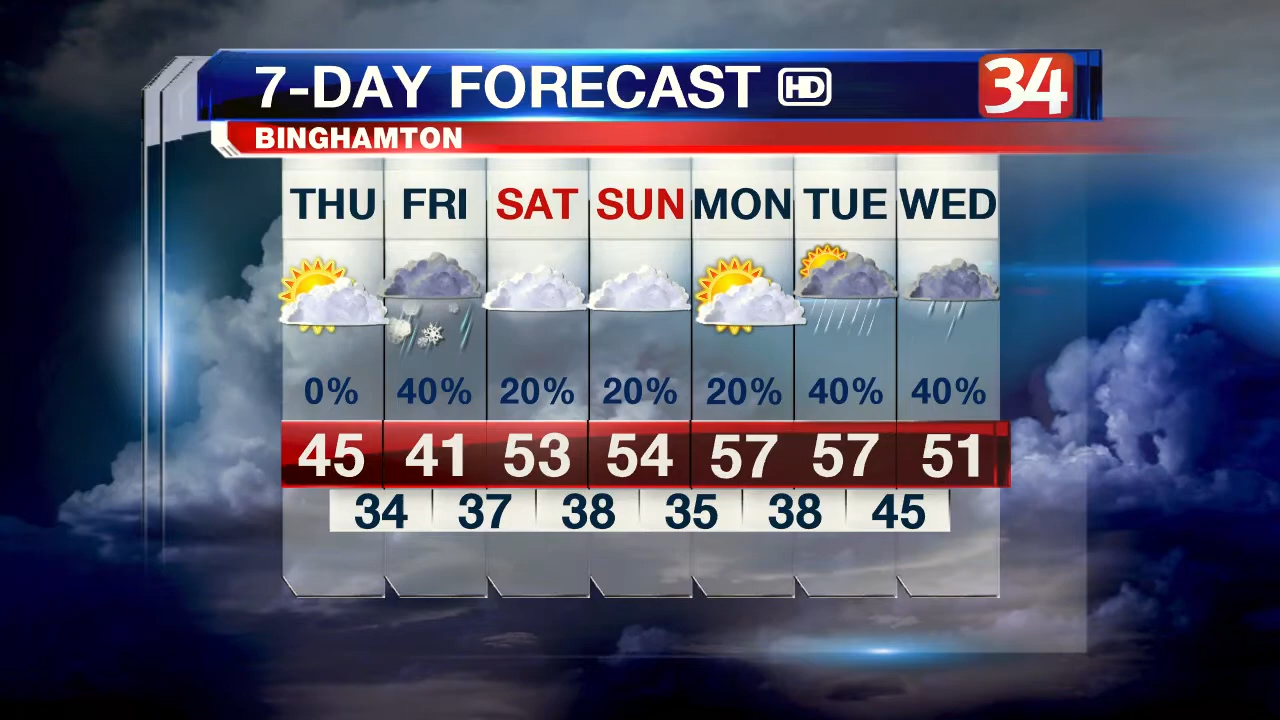 7-DAY FORECAST HD 34
BINGHAMTON
THU FRI SAT SUN MON TUE WED
0% 40% 20% 20% 20% 40% 40%
45 41 53 54 57 57 51
34 37 38 35 38 45